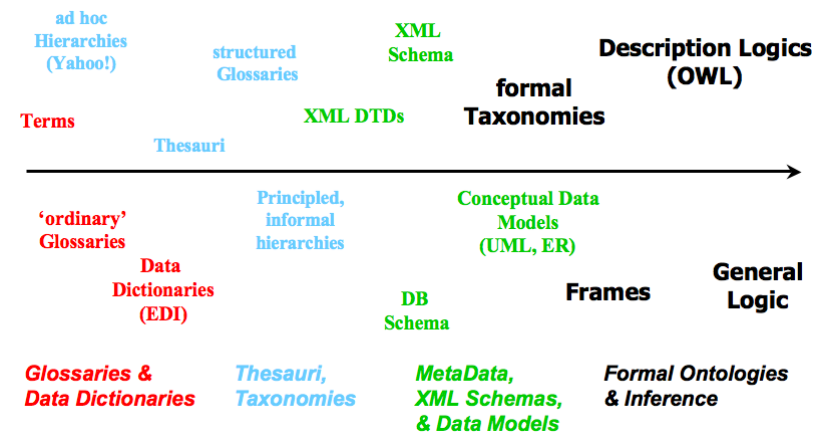 ad hoc
Hierarchies
(Yahoo!)
structured
Glossaries
XML
Schema
Description Logics
(OWL)
formal
Taxonomies
Terms
XML DTDs
Thesauri
‘ordinary’
Glossaries
Principled,
informal
hierarchies
Conceptual Data
Models
(UML, ER)
Data
Dictionaries
(EDI)
DB
Schema
Frames
General
Logic
Glossaries &
Data Dictionaries
Thesauri,
Taxonomies
MetaData,
XML Schemas,
& Data Models
Formal Ontologies
& Inference